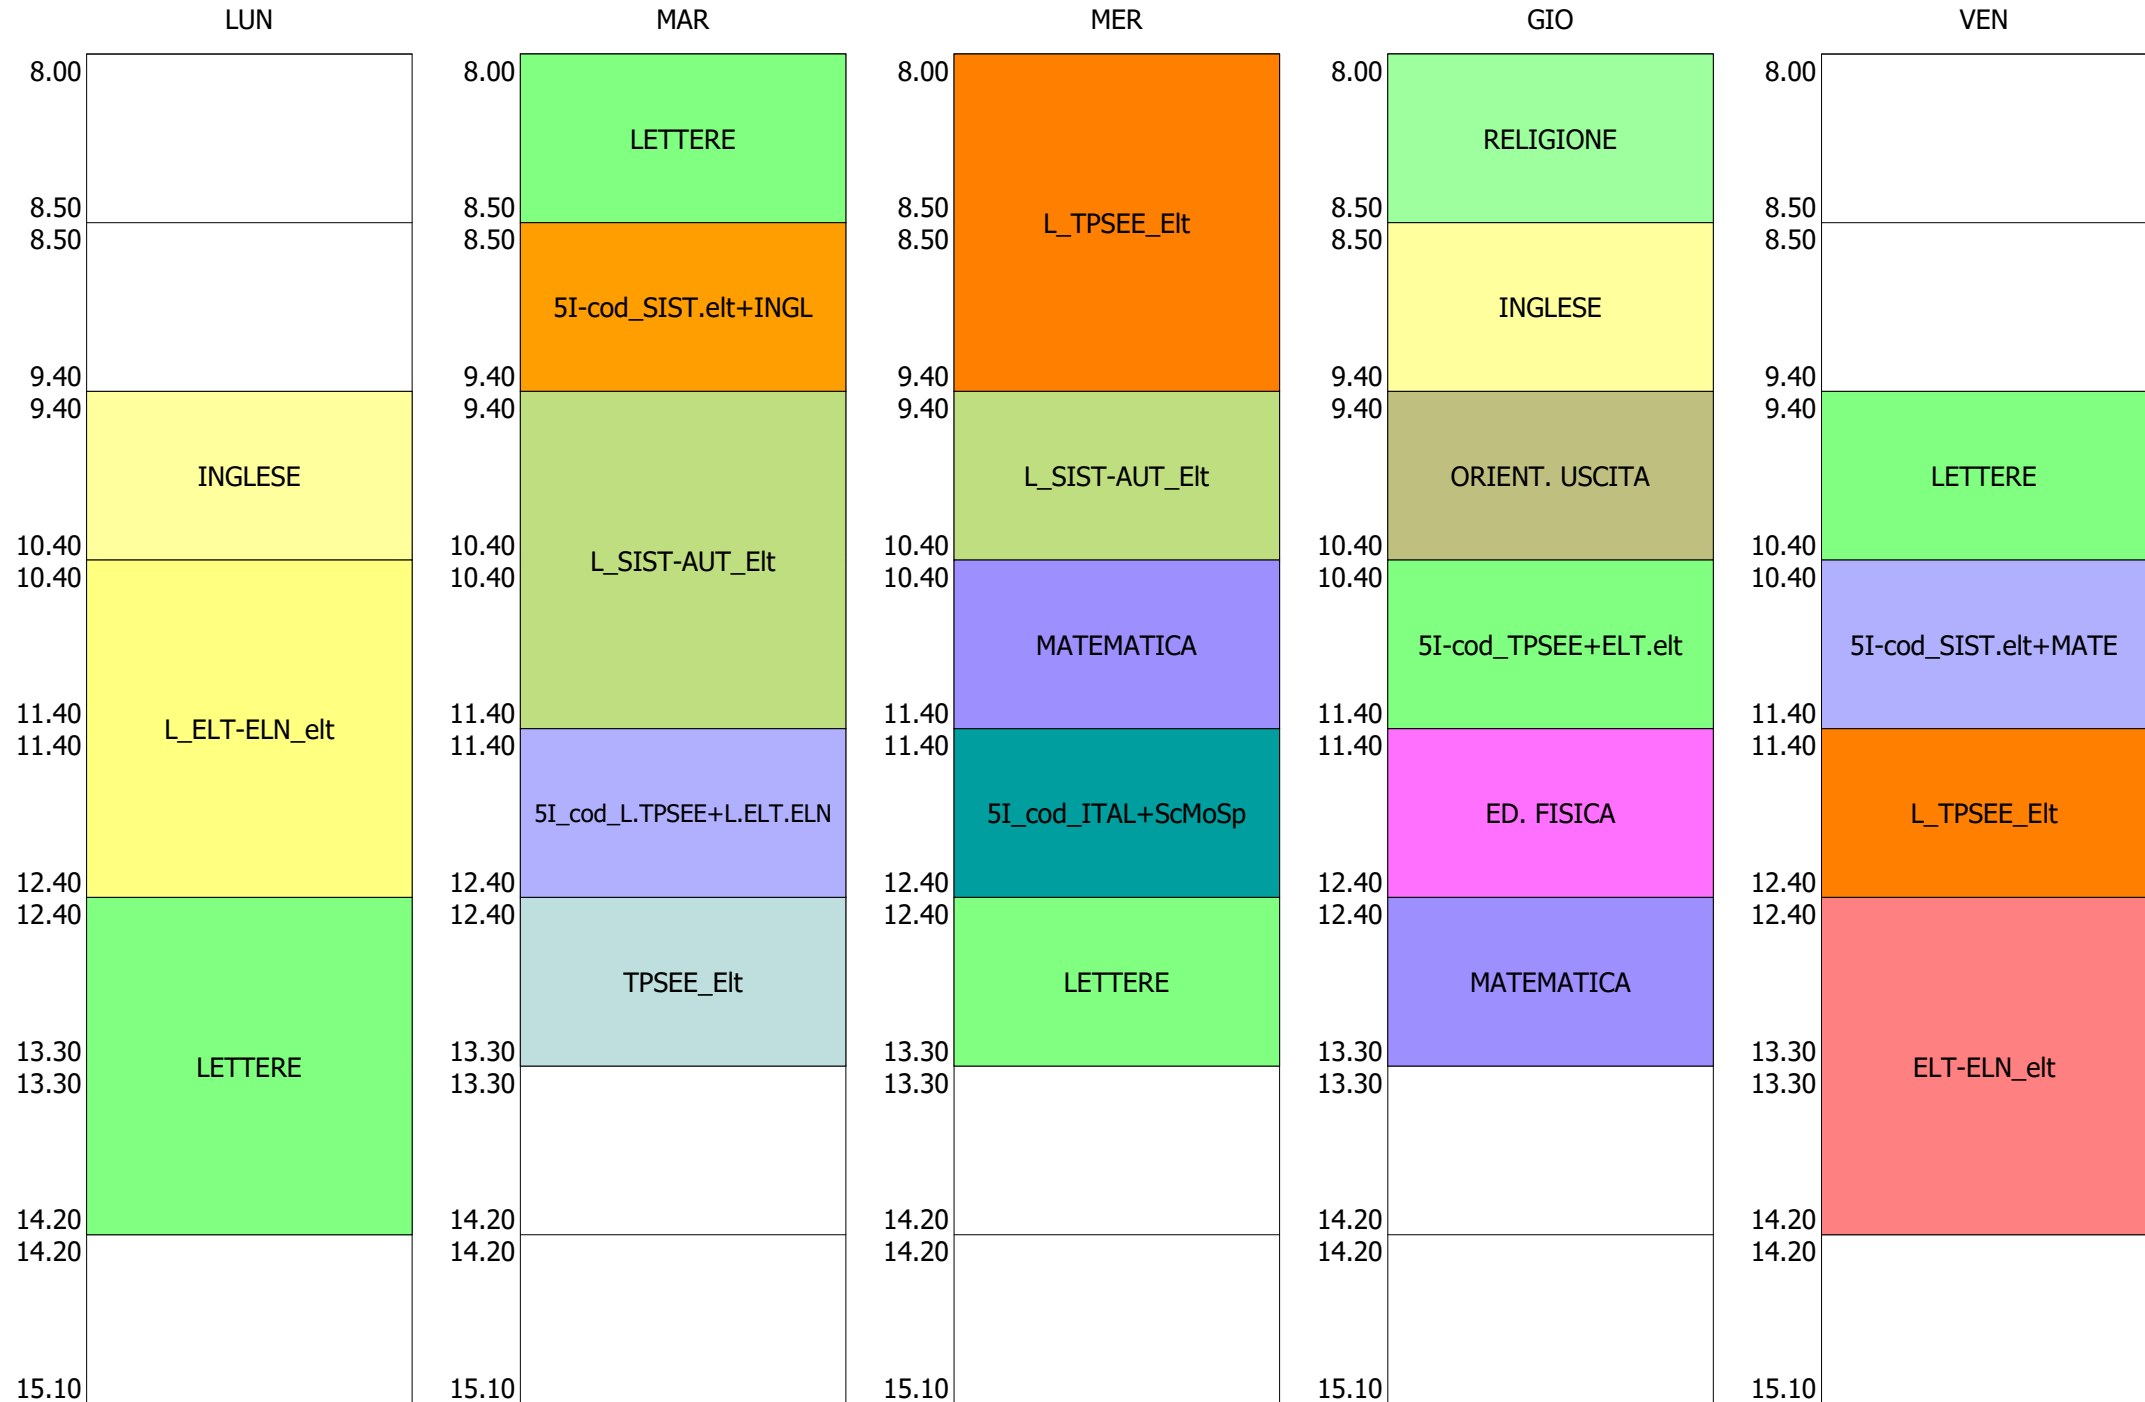 LUN MAR MER GIO VEN
8.00 8.00 8.00 8.00 8.00
LETTERE RELIGIONE
8.50 8.50 8.50 8.50 8.50
L_TPSEE_Elt
8.50 8.50 8.50 8.50 8.50
5I-cod_SIST.elt+INGL INGLESE
9.40 9.40 9.40 9.40 9.40
9.40 9.40 9.40 9.40 9.40
INGLESE L_SIST-AUT_Elt ORIENT. USCITA LETTERE
10.40 10.40 10.40 10.40 10.40
L_SIST-AUT_Elt
10.40 10.40 10.40 10.40 10.40
MATEMATICA 5I-cod_TPSEE+ELT.elt 5I-cod_SIST.elt+MATE
11.40 11.40 11.40 11.40 11.40
L_ELT-ELN_elt
11.40 11.40 11.40 11.40 11.40
5I_cod_L.TPSEE+L.ELT.ELN 5I_cod_ITAL+ScMoSp ED. FISICA L_TPSEE_Elt
12.40 12.40 12.40 12.40 12.40
12.40 12.40 12.40 12.40 12.40
TPSEE_Elt LETTERE MATEMATICA
13.30 13.30 13.30 13.30 13.30
LETTERE ELT-ELN_elt
13.30 13.30 13.30 13.30 13.30
14.20 14.20 14.20 14.20 14.20
14.20 14.20 14.20 14.20 14.20
15.10 15.10 15.10 15.10 15.10